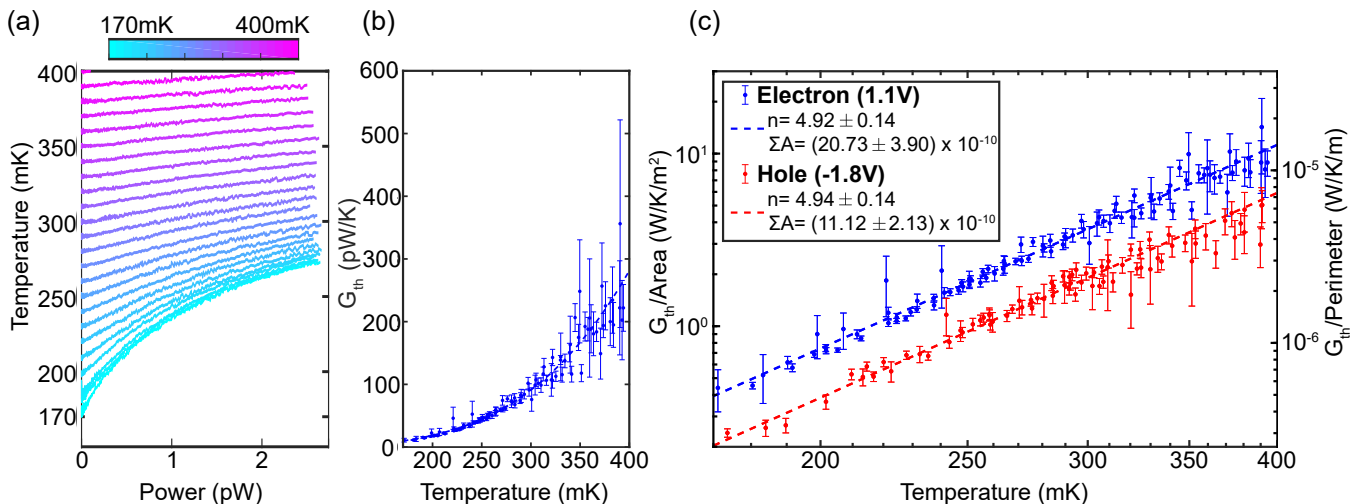 (a)
170mK 400mK
400
350
300
250
200
170
Temperature (mK)
0 1 2
Power (pW)
(b)
600
500
400
300
200
100
0
G_th (pW/K)
200 250 300 350 400
Temperature (mK)
(c)
Electron (1.1V)
n= 4.92 ± 0.14
ΣA= (20.73 ± 3.90) x 10^-10
Hole (-1.8V)
n= 4.94 ± 0.14
ΣA= (11.12 ± 2.13) x 10^-10
10^1
10^0
G_th/Area (W/K/m^2)
10^-5
10^-6
G_th/Perimeter (W/K/m)
200 250 300 350 400
Temperature (mK)